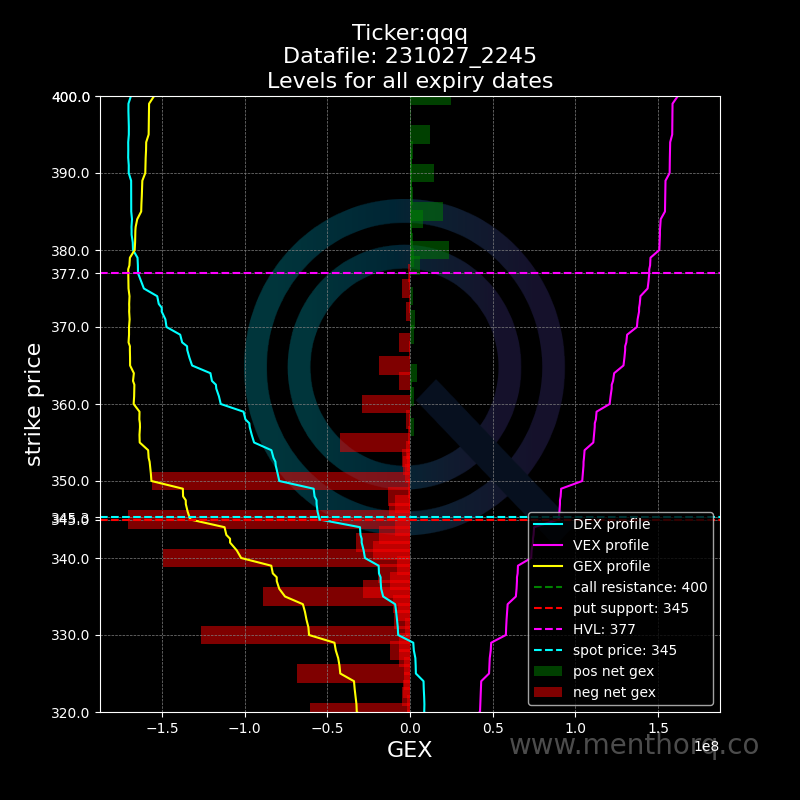 Ticker:qqq
Datafile: 231027_2245
Levels for all expiry dates
400.0
390.0
380.0
377.0
370.0
360.0
350.0
345.3
345.0
340.0
330.0
320.0
strike price
DEX profile
VEX profile
GEX profile
call resistance: 400
put support: 345
HVL: 377
spot price: 345
pos net gex
neg net gex
−1.5 −1.0 −0.5 0.0 0.5 1.0 1.5
1e8
GEX
www.menthorq.co